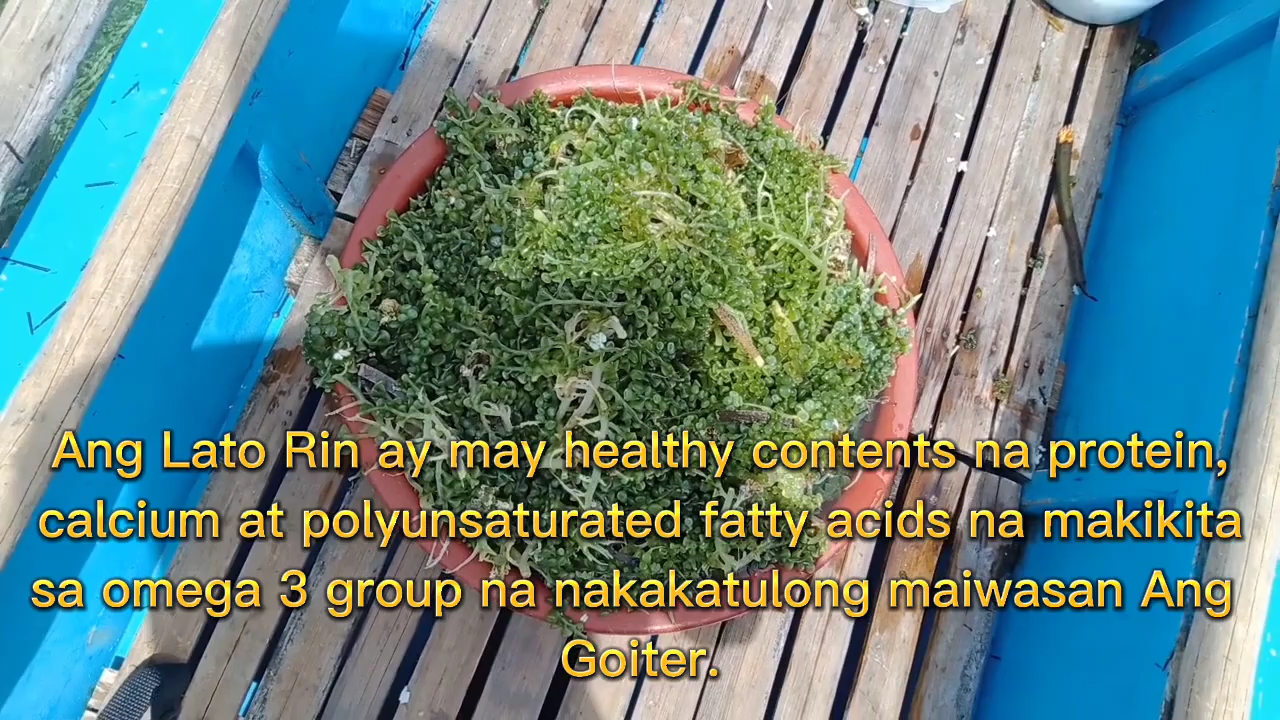 Ang Lato Rin ay may healthy contents na protein,
calcium at polyunsaturated fatty acids na makikita
sa omega 3 group na nakakatulong maiwasan Ang
Goiter.